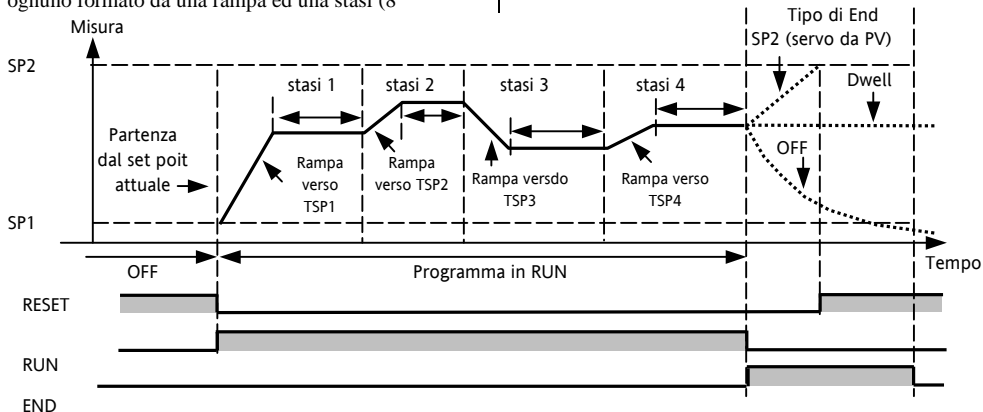 ognuno formato da una rampa ed una stasi (8
Tipo di End
SP2 (servo da PV)
Misura
SP2
stasi 1
stasi 2
stasi 3
stasi 4
Dwell
Partenza
dal set poit
attuale
OFF
Rampa
verso
TSP1
Rampa
verso TSP2
Rampa versdo
TSP3
Rampa verso
TSP4
SP1
OFF
Programma in RUN
Tempo
RESET
RUN
END